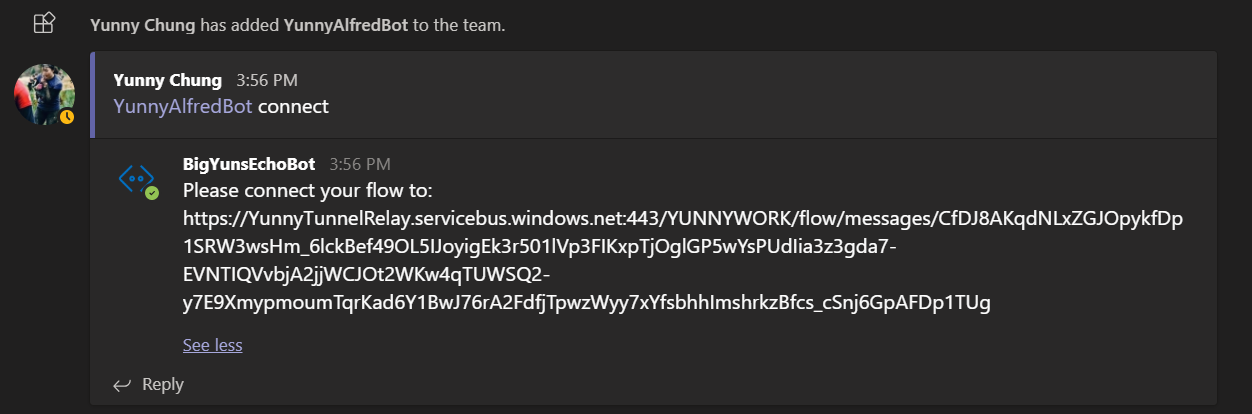 Yunny Chung has added YunnyAlfredBot to the team.
Yunny Chung 3:56 PM
YunnyAlfredBot connect
BigYunsEchoBot 3:56 PM
Please connect your flow to:
https://YunnyTunnelRelay.servicebus.windows.net:443/YUNNYWORK/flow/messages/CfDJ8AKqdNLxZGJOpykfDp
1SRW3wsHm_6lckBef49OL5IJoyigEk3r501lVp3FIKxpTjOglGP5wYsPUdIia3z3gda7-
EVNTIQVvbjA2jjWCJOt2WKw4qTUWSQ2-
y7E9XmypmoumTqrKad6Y1BwJ76rA2FdfjTpwzWyy7xYfsbhhImshrkzBfcs_cSnj6GpAFDp1TUg
See less
Reply